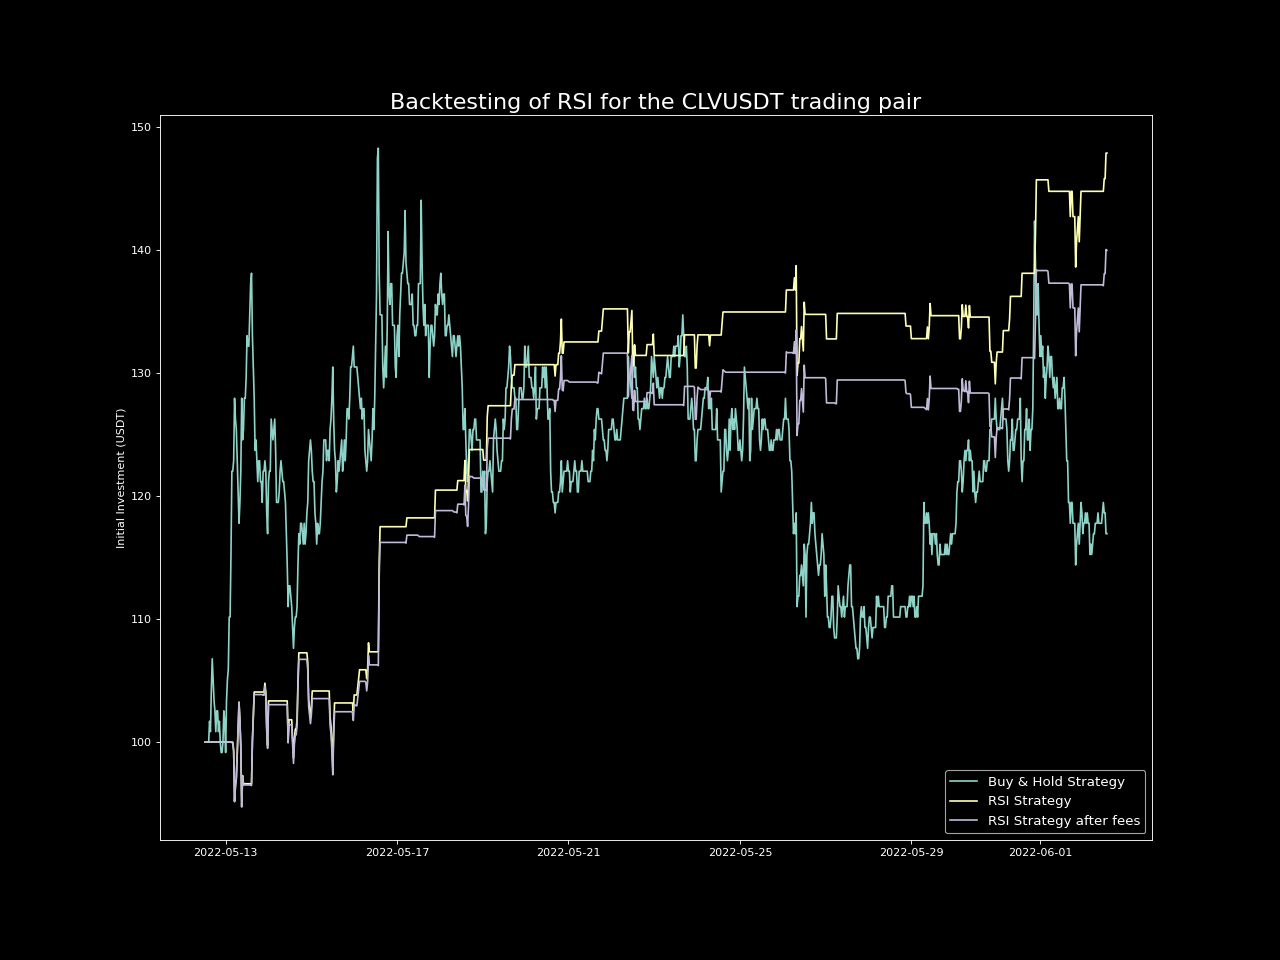 Backtesting of RSI for the CLVUSDT trading pair
150
140
130
120
110
100
Initial Investment (USDT)
2022-05-13
2022-05-17
2022-05-21
2022-05-25
2022-05-29
2022-06-01
Buy & Hold Strategy
RSI Strategy
RSI Strategy after fees